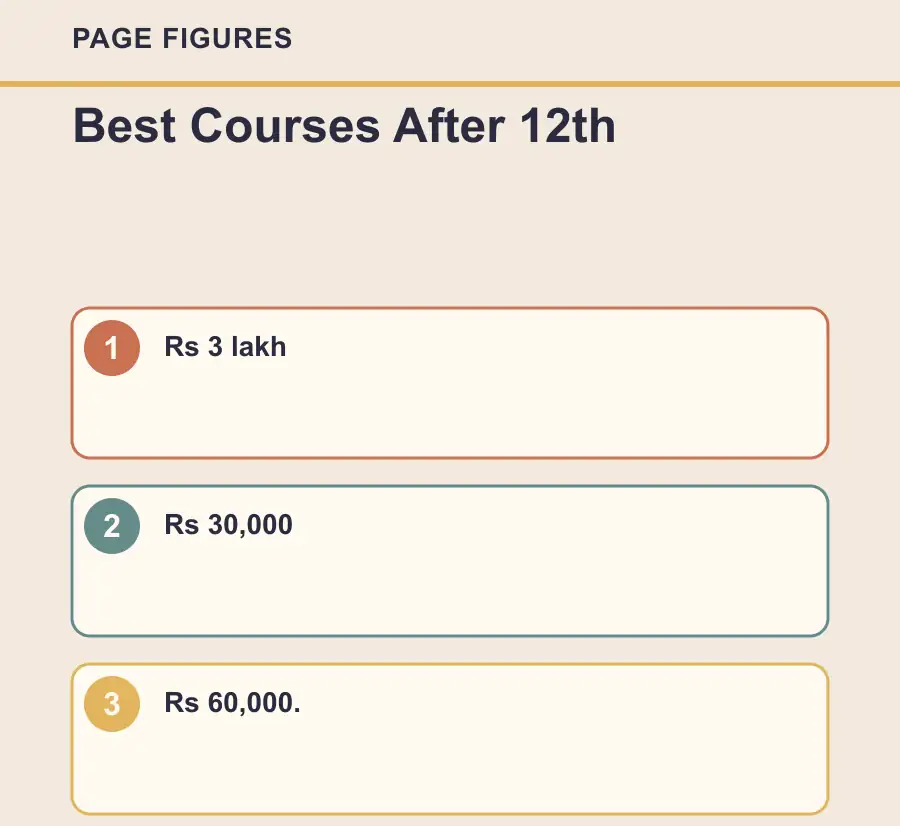 PAGE FIGURES
Best Courses After 12th
1
Rs 3 lakh
2
Rs 30,000
3
Rs 60,000.